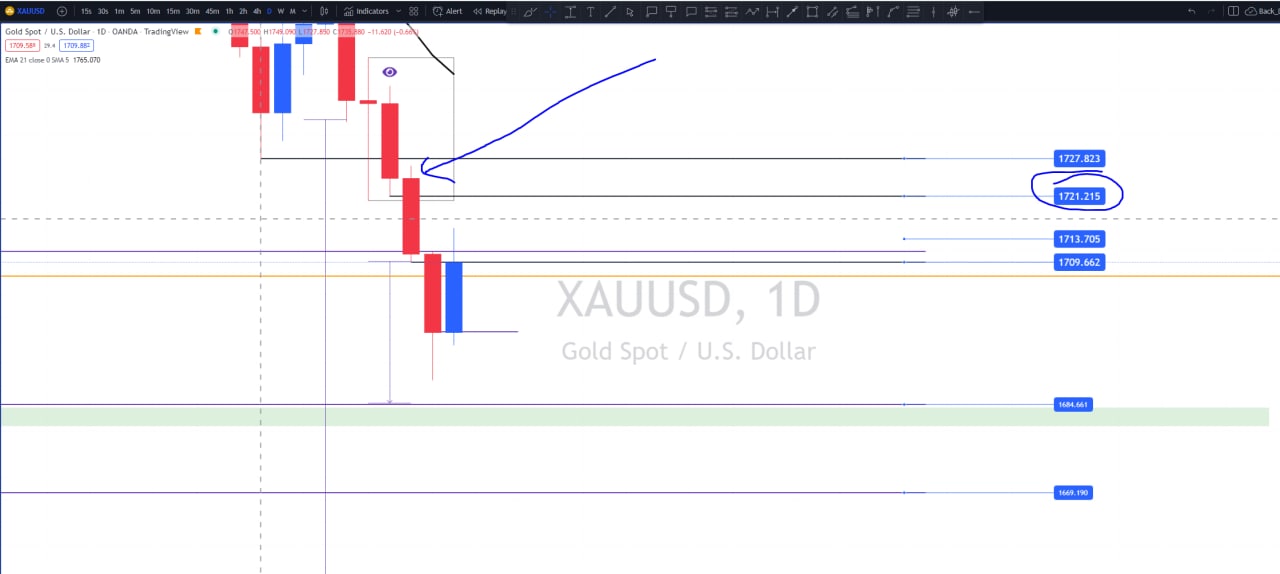 XAUUSD 15s 30s 1m 5m 10m 15m 30m 45m 1h 2h 4h D W M Indicators Alert Replay Back_
Gold Spot / U.S. Dollar · 1D · OANDA · TradingView O1747.500 H1749.090 L1727.850 C1735.880 −11.620 (−0.66%)
1709.58 29.4 1709.88
EMA 21 close 0 SMA 5 1765.070
1727.823
1721.215
1713.705
1709.662
XAUUSD, 1D
Gold Spot / U.S. Dollar
1684.661
1669.190